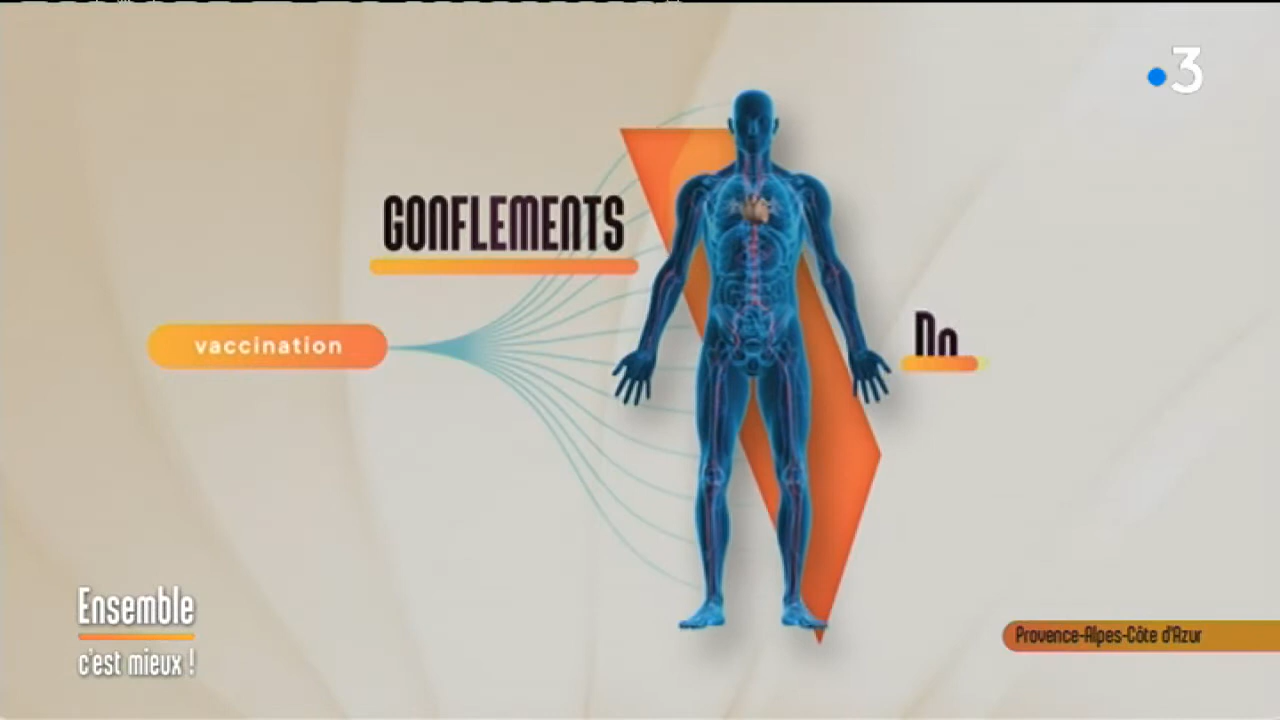 3
GONFLEMENTS
vaccination
Ensemble
c'est mieux !
Provence-Alpes-Côte d'Azur